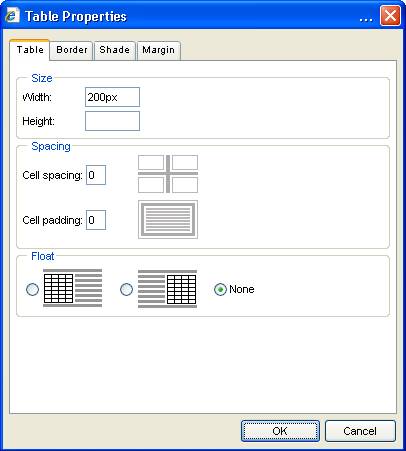 Table Properties ...
Table Border Shade Margin
Size
Width: 200px
Height:
Spacing
Cell spacing: 0
Cell padding: 0
Float
None
OK Cancel